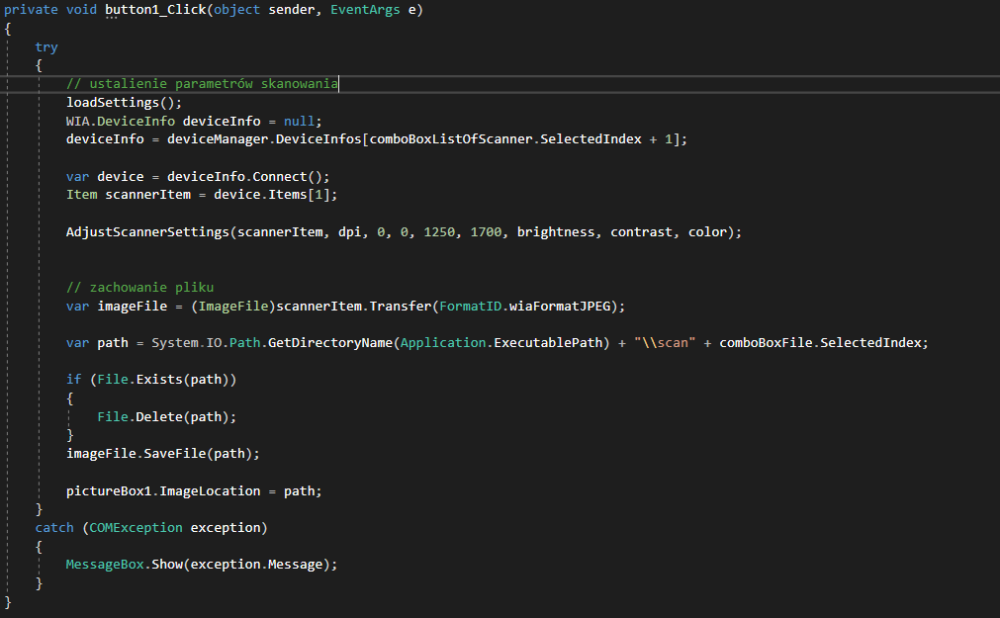 private void button1_Click(object sender, EventArgs e)
{
try
{
// ustalienie parametrów skanowania
loadSettings();
WIA.DeviceInfo deviceInfo = null;
deviceInfo = deviceManager.DeviceInfos[comboBoxListOfScanner.SelectedIndex + 1];
var device = deviceInfo.Connect();
Item scannerItem = device.Items[1];
AdjustScannerSettings(scannerItem, dpi, 0, 0, 1250, 1700, brightness, contrast, color);
// zachowanie pliku
var imageFile = (ImageFile)scannerItem.Transfer(FormatID.wiaFormatJPEG);
var path = System.IO.Path.GetDirectoryName(Application.ExecutablePath) + "\\scan" + comboBoxFile.SelectedIndex;
if (File.Exists(path))
{
File.Delete(path);
}
imageFile.SaveFile(path);
pictureBox1.ImageLocation = path;
}
catch (COMException exception)
{
MessageBox.Show(exception.Message);
}
}